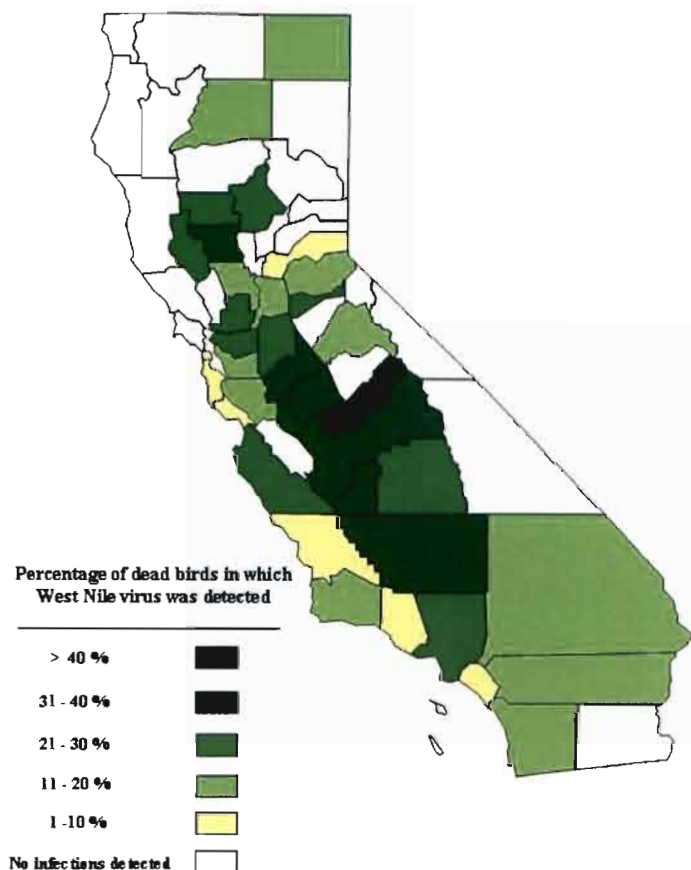 Percentage of dead birds in which
West Nile virus was detected
> 40 %
31 - 40 %
21 - 30 %
11 - 20 %
1 -10 %
No infections detected